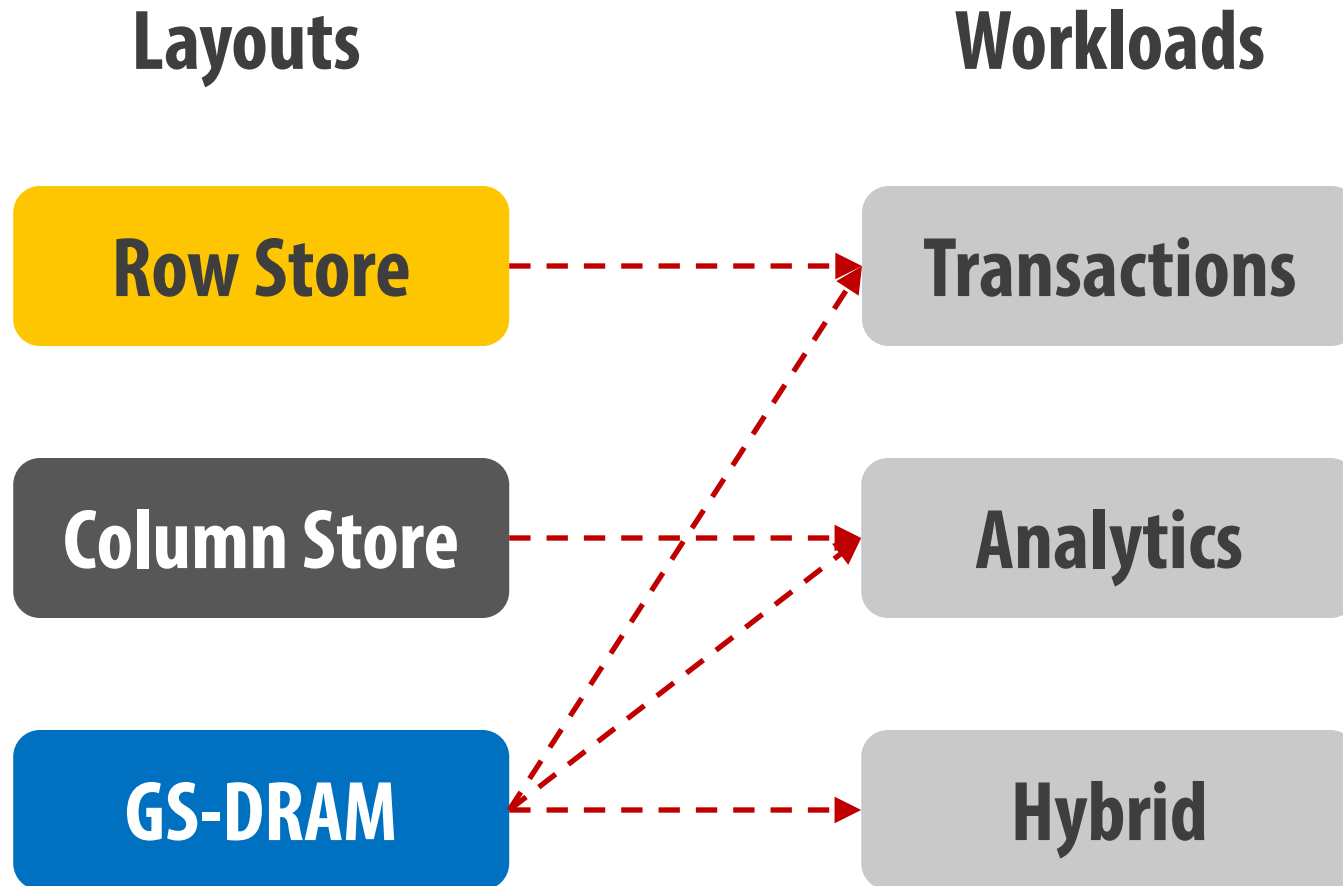 Layouts
Workloads
Row Store
Transactions
Column Store
Analytics
GS-DRAM
Hybrid